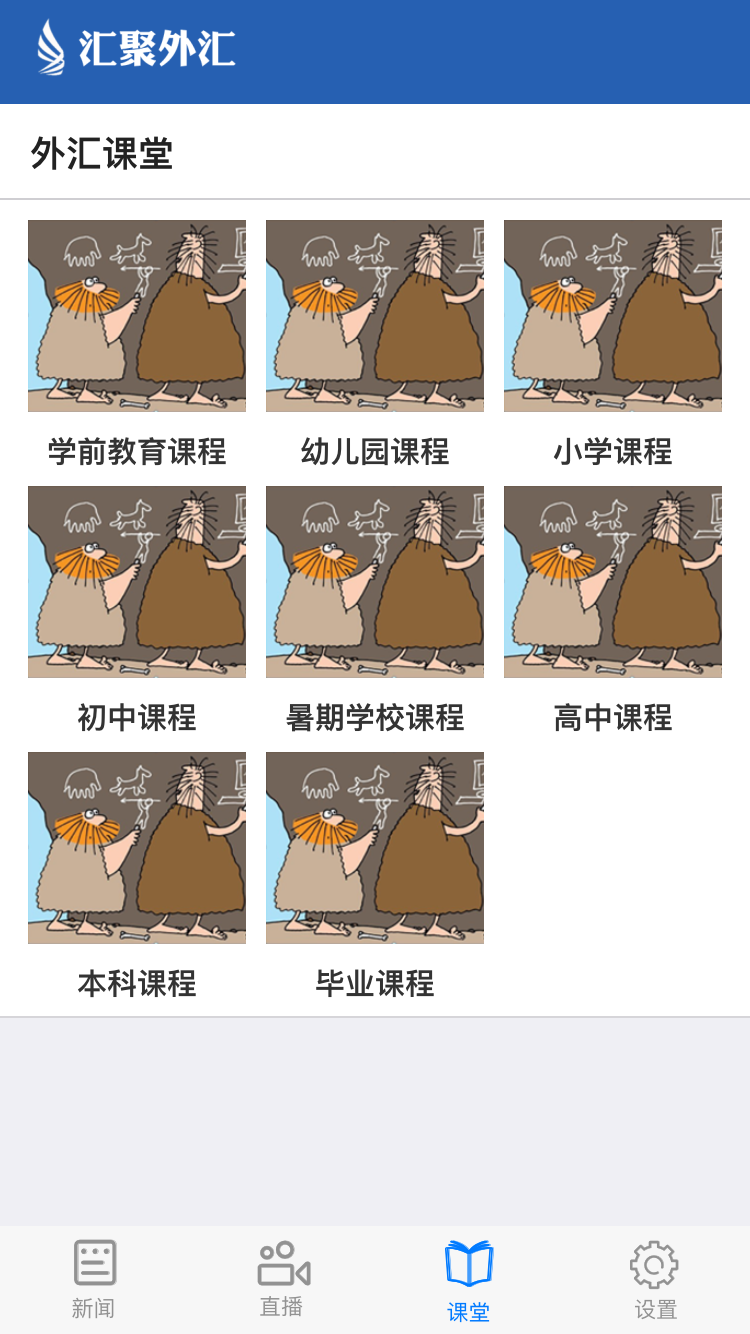 汇聚外汇
外汇课堂
学前教育课程
幼儿园课程
小学课程
初中课程
暑期学校课程
高中课程
本科课程
毕业课程
新闻
直播
课堂
设置